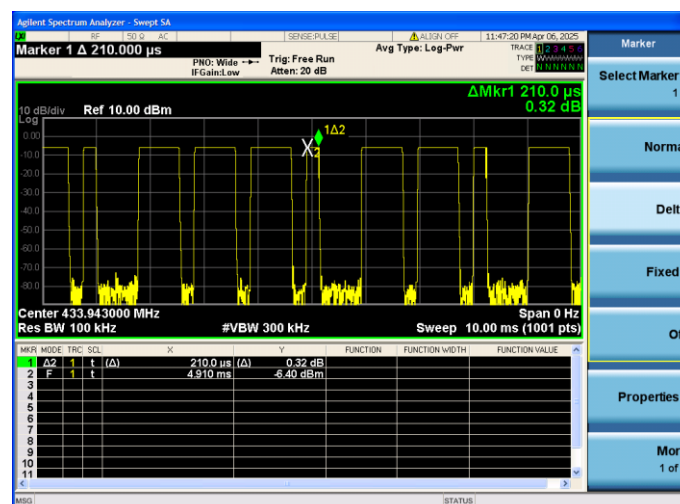 Agilent Spectrum Analyzer - Swept SA
LXI RF 50 Ω AC SENSE:PULSE ALIGN OFF 11:47:20 PM Apr 06, 2025
Marker 1 Δ 210.000 µs
PNO: Wide
IFGain:Low
Trig: Free Run
Atten: 20 dB
Avg Type: Log-Pwr
TRACE 1 2 3 4 5 6
TYPE W
DET N N N N N N
ΔMkr1 210.0 µs
0.32 dB
10 dB/div Ref 10.00 dBm
Log
0.00
-10.0
-20.0
-30.0
-40.0
-50.0
-60.0
-70.0
-80.0
1Δ2
2
Center 433.943000 MHz Span 0 Hz
Res BW 100 kHz #VBW 300 kHz Sweep 10.00 ms (1001 pts)
MKR MODE TRC SCL X Y FUNCTION FUNCTION WIDTH FUNCTION VALUE
1 Δ2 1 t (Δ) 210.0 µs (Δ) 0.32 dB
2 F 1 t 4.910 ms -6.40 dBm
3
4
5
6
7
8
9
10
11
MSG STATUS
Marker
Select Marker
1
Norma
Delt
Fixed
Of
Properties
Mor
1 of